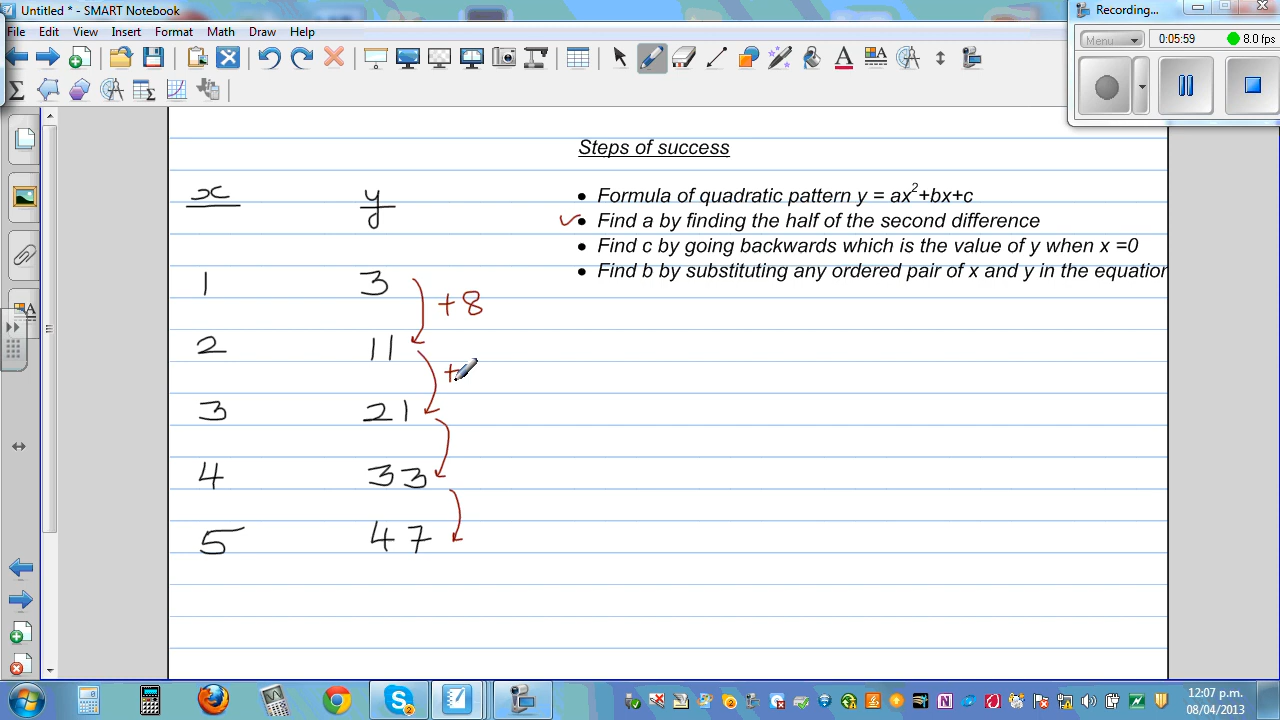 Untitled * - SMART Notebook
Recording...
File Edit View Insert Format Math Draw Help
Menu
0:05:59
8.0 fps
Steps of success
x y
• Formula of quadratic pattern y = ax²+bx+c
✓• Find a by finding the half of the second difference
• Find c by going backwards which is the value of y when x =0
• Find b by substituting any ordered pair of x and y in the equation
1 3
+8
2 11
+
3 21
4 33
5 47
12:07 p.m.
08/04/2013